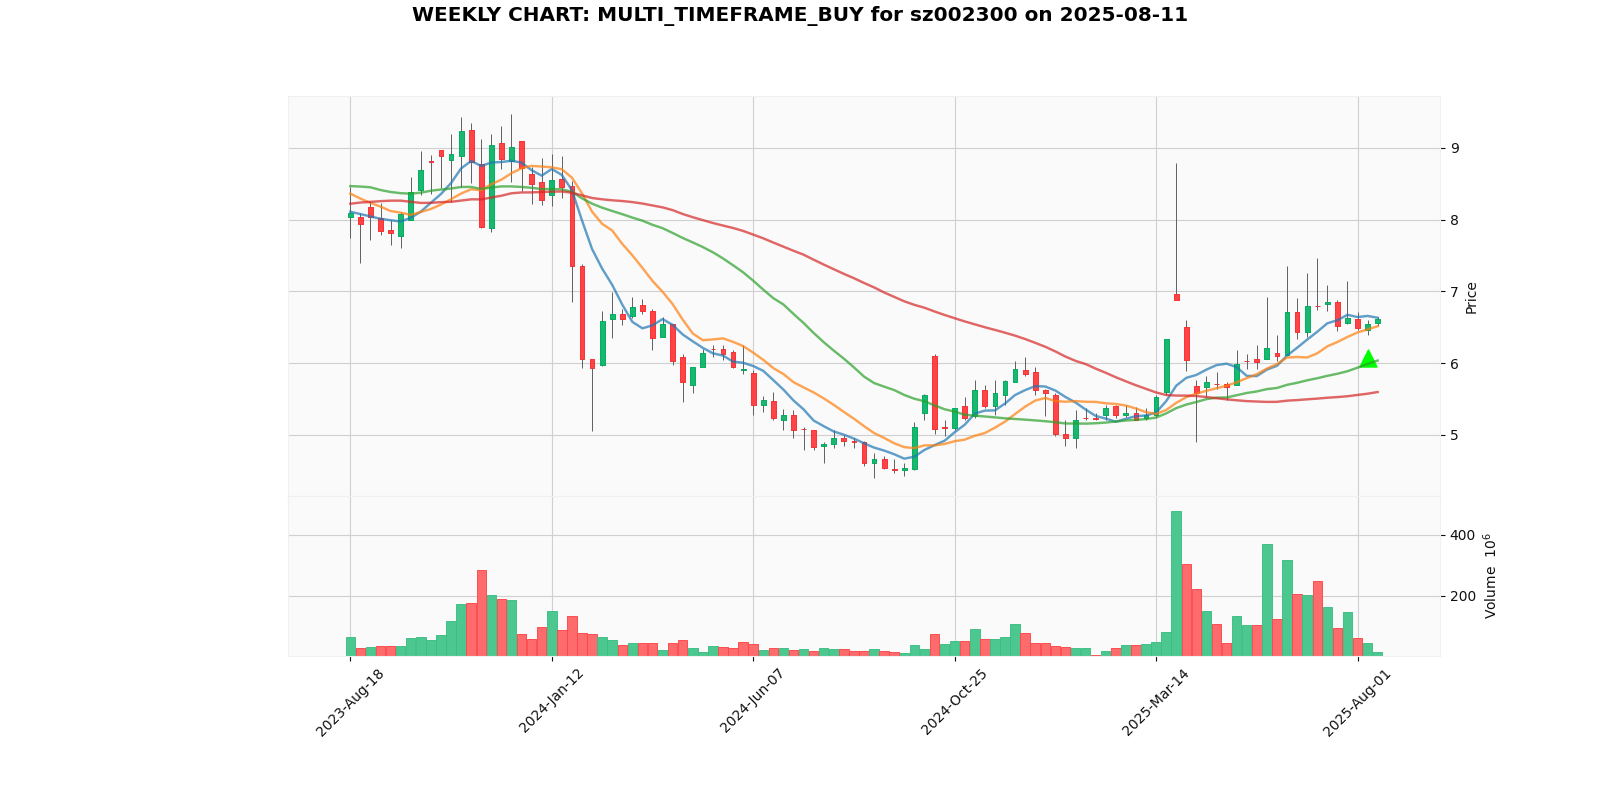 WEEKLY CHART: MULTI_TIMEFRAME_BUY for sz002300 on 2025-08-11
9
8
7
6
5
Price
400
200
Volume 10⁶
2023-Aug-18
2024-Jan-12
2024-Jun-07
2024-Oct-25
2025-Mar-14
2025-Aug-01